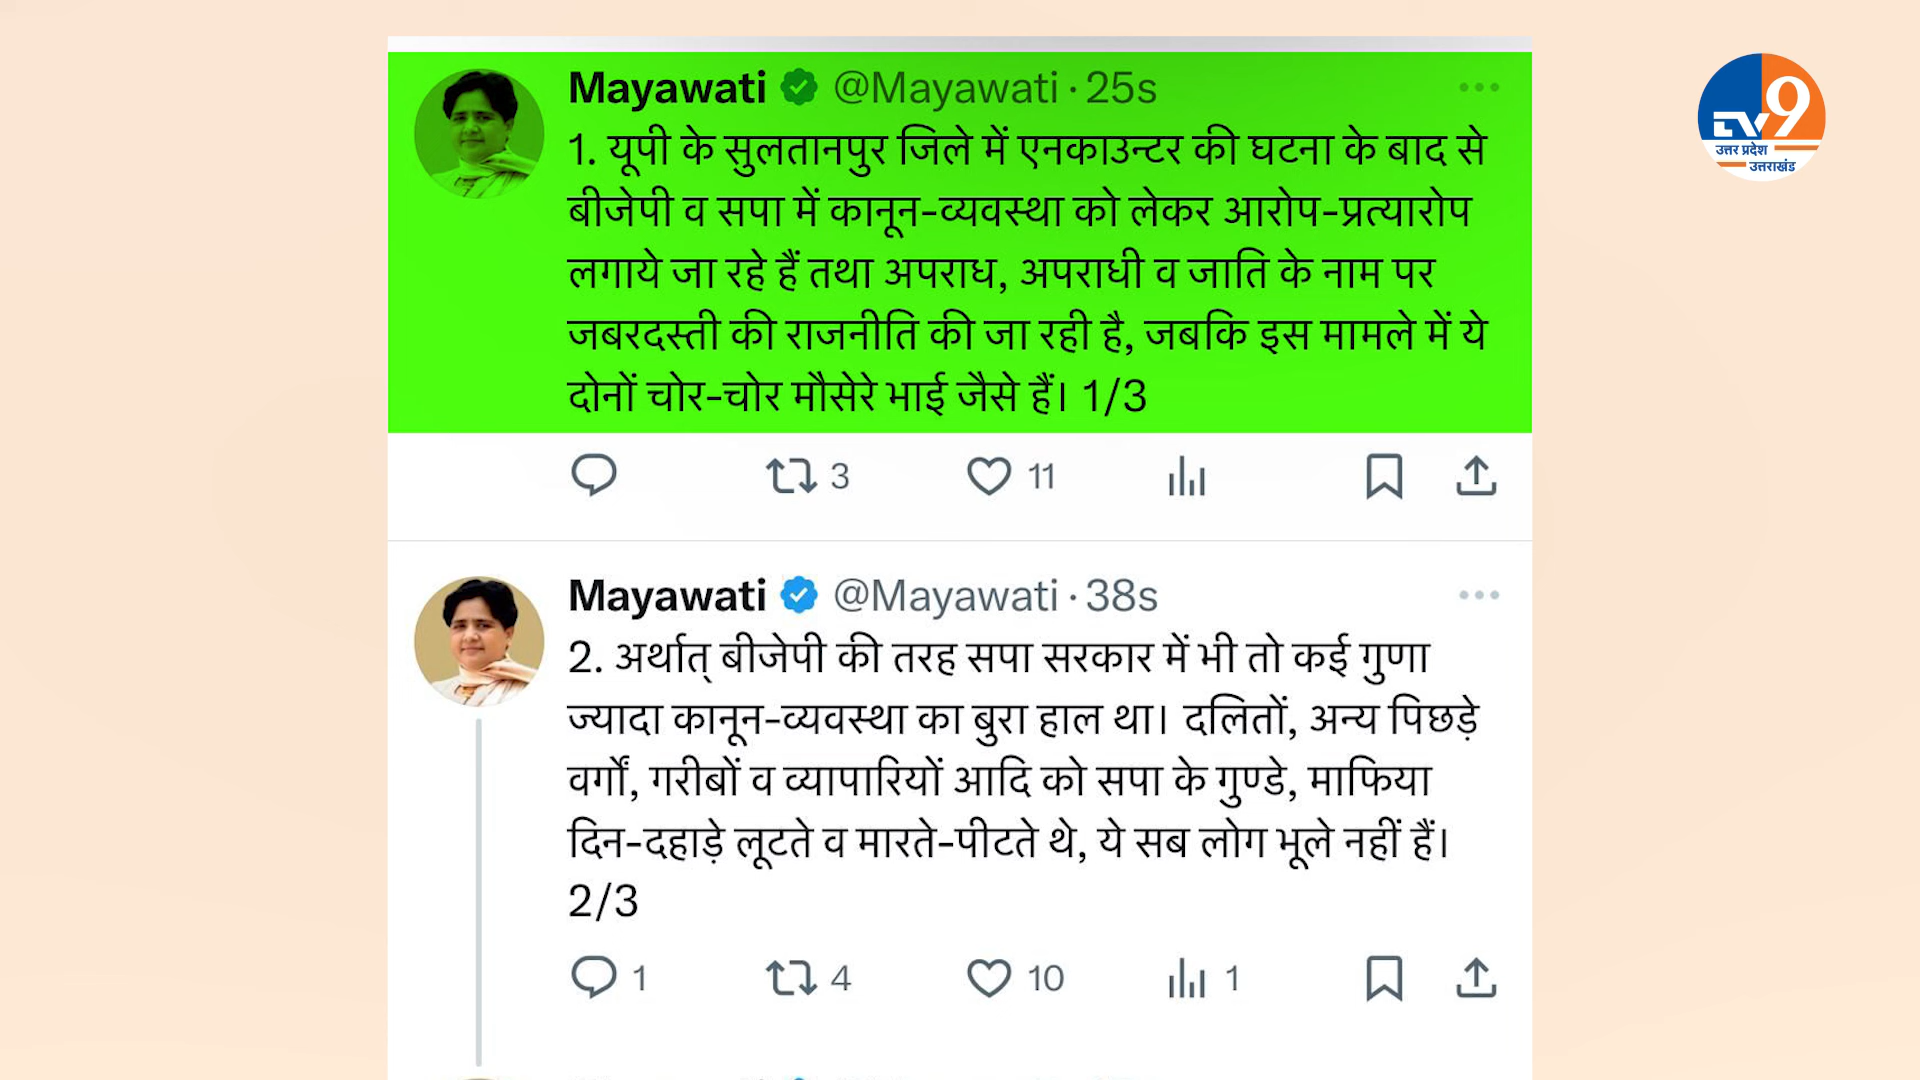 Mayawati @Mayawati · 25s
1. यूपी के सुलतानपुर जिले में एनकाउन्टर की घटना के बाद से
बीजेपी व सपा में कानून-व्यवस्था को लेकर आरोप-प्रत्यारोप
लगाये जा रहे हैं तथा अपराध, अपराधी व जाति के नाम पर
जबरदस्ती की राजनीति की जा रही है, जबकि इस मामले में ये
दोनों चोर-चोर मौसेरे भाई जैसे हैं। 1/3
3 11
Mayawati @Mayawati · 38s
2. अर्थात् बीजेपी की तरह सपा सरकार में भी तो कई गुणा
ज्यादा कानून-व्यवस्था का बुरा हाल था। दलितों, अन्य पिछड़े
वर्गों, गरीबों व व्यापारियों आदि को सपा के गुण्डे, माफिया
दिन-दहाड़े लूटते व मारते-पीटते थे, ये सब लोग भूले नहीं हैं।
2/3
1 4 10 1
TV9
उत्तर प्रदेश
उत्तराखंड